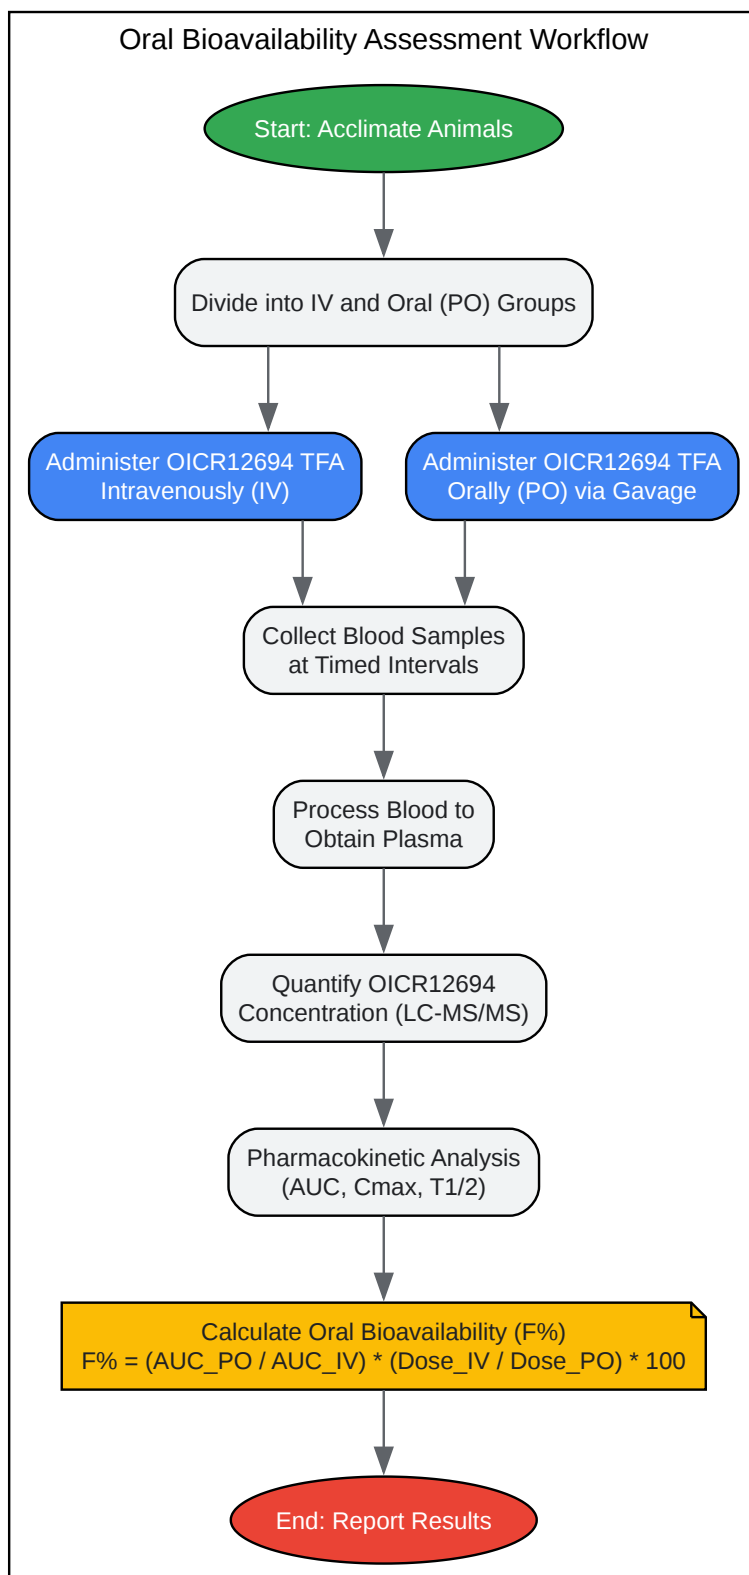 Oral Bioavailability Assessment Workflow
Start: Acclimate Animals
Divide into IV and Oral (PO) Groups
Administer OICR12694 TFA
Intravenously (IV)
Administer OICR12694 TFA
Orally (PO) via Gavage
Collect Blood Samples
at Timed Intervals
Process Blood to
Obtain Plasma
Quantify OICR12694
Concentration (LC-MS/MS)
Pharmacokinetic Analysis
(AUC, Cmax, T1/2)
Calculate Oral Bioavailability (F%)
F% = (AUC_PO / AUC_IV) * (Dose_IV / Dose_PO) * 100
End: Report Results